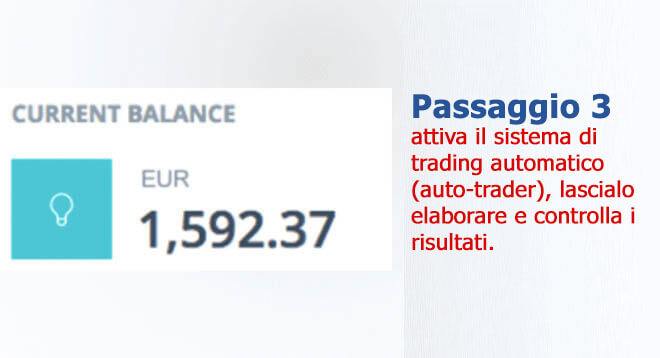 CURRENT BALANCE
EUR
1,592.37
Passaggio 3
attiva il sistema di
trading automatico
(auto-trader), lascialo
elaborare e controlla i
risultati.